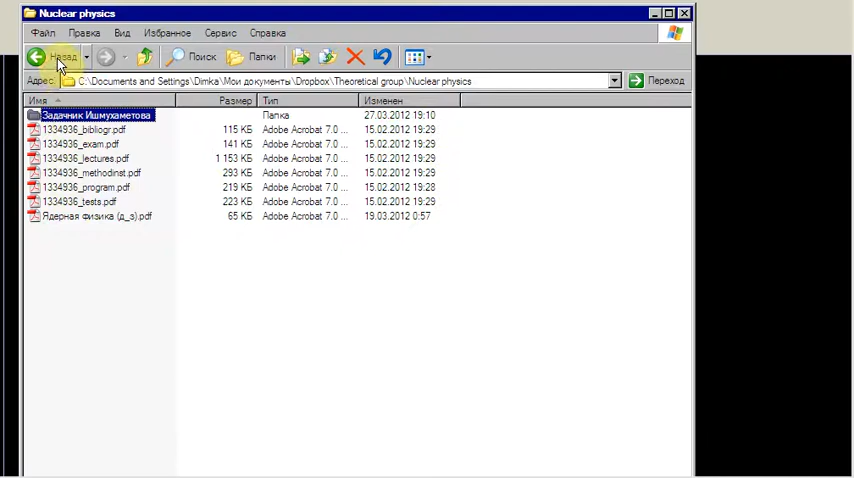 Nuclear physics
Файл Правка Вид Избранное Сервис Справка
Назад Поиск Папки
Адрес: C:\Documents and Settings\Dimka\Мои документы\Dropbox\Theoretical group\Nuclear physics Переход
Имя Размер Тип Изменен
Задачник Ишмухаметова Папка 27.03.2012 19:10
1334936_bibliogr.pdf 115 КБ Adobe Acrobat 7.0 ... 15.02.2012 19:29
1334936_exam.pdf 141 КБ Adobe Acrobat 7.0 ... 15.02.2012 19:29
1334936_lectures.pdf 1 153 КБ Adobe Acrobat 7.0 ... 15.02.2012 19:29
1334936_methodinst.pdf 293 КБ Adobe Acrobat 7.0 ... 15.02.2012 19:29
1334936_program.pdf 219 КБ Adobe Acrobat 7.0 ... 15.02.2012 19:28
1334936_tests.pdf 223 КБ Adobe Acrobat 7.0 ... 15.02.2012 19:29
Ядерная физика (д_з).pdf 65 КБ Adobe Acrobat 7.0 ... 19.03.2012 0:57